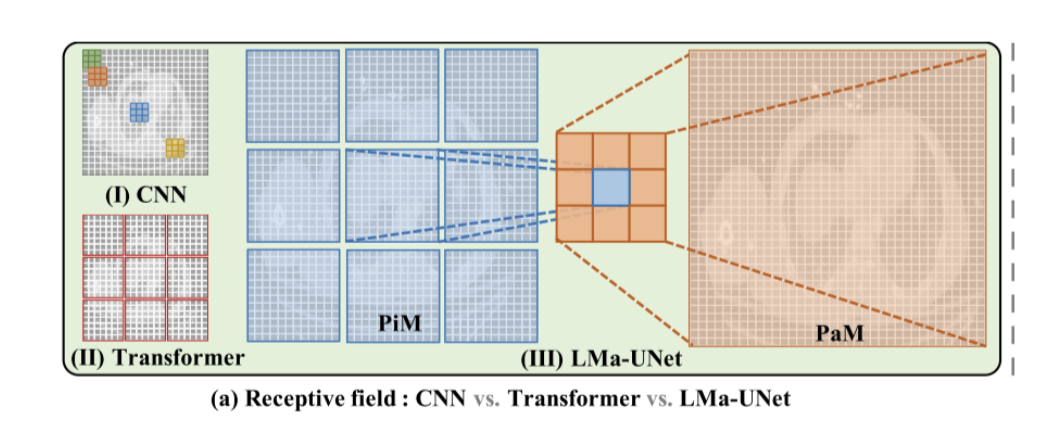 (I) CNN
(II) Transformer
PiM
(III) LMa-UNet
PaM
(a) Receptive field : CNN vs. Transformer vs. LMa-UNet